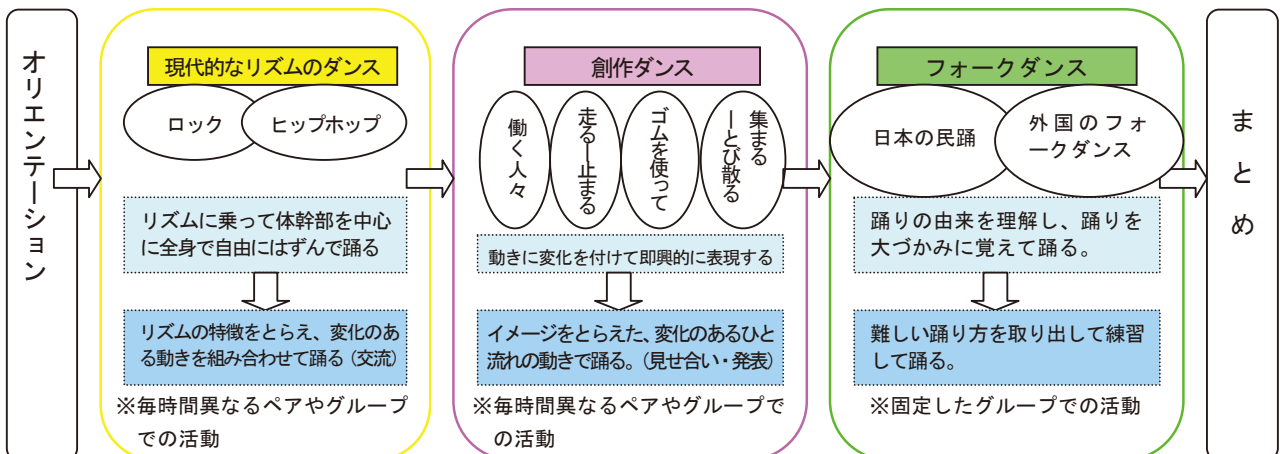 オリエンテーション
現代的なリズムのダンス
ロック
ヒップホップ
リズムに乗って体幹部を中心
に全身で自由にはずんで踊る
リズムの特徴をとらえ、変化のあ
る動きを組み合わせて踊る（交流）
※毎時間異なるペアやグループ
での活動
創作ダンス
働く人々
走るー止まる
ゴムを使って
集まる
ーとび散る
動きに変化を付けて即興的に表現する
イメージをとらえた、変化のあるひと
流れの動きで踊る。（見せ合い・発表）
※毎時間異なるペアやグループで
の活動
フォークダンス
日本の民踊
外国のフォ
ークダンス
踊りの由来を理解し、踊りを
大づかみに覚えて踊る。
難しい踊り方を取り出して練習
して踊る。
※固定したグループでの活動
まとめ